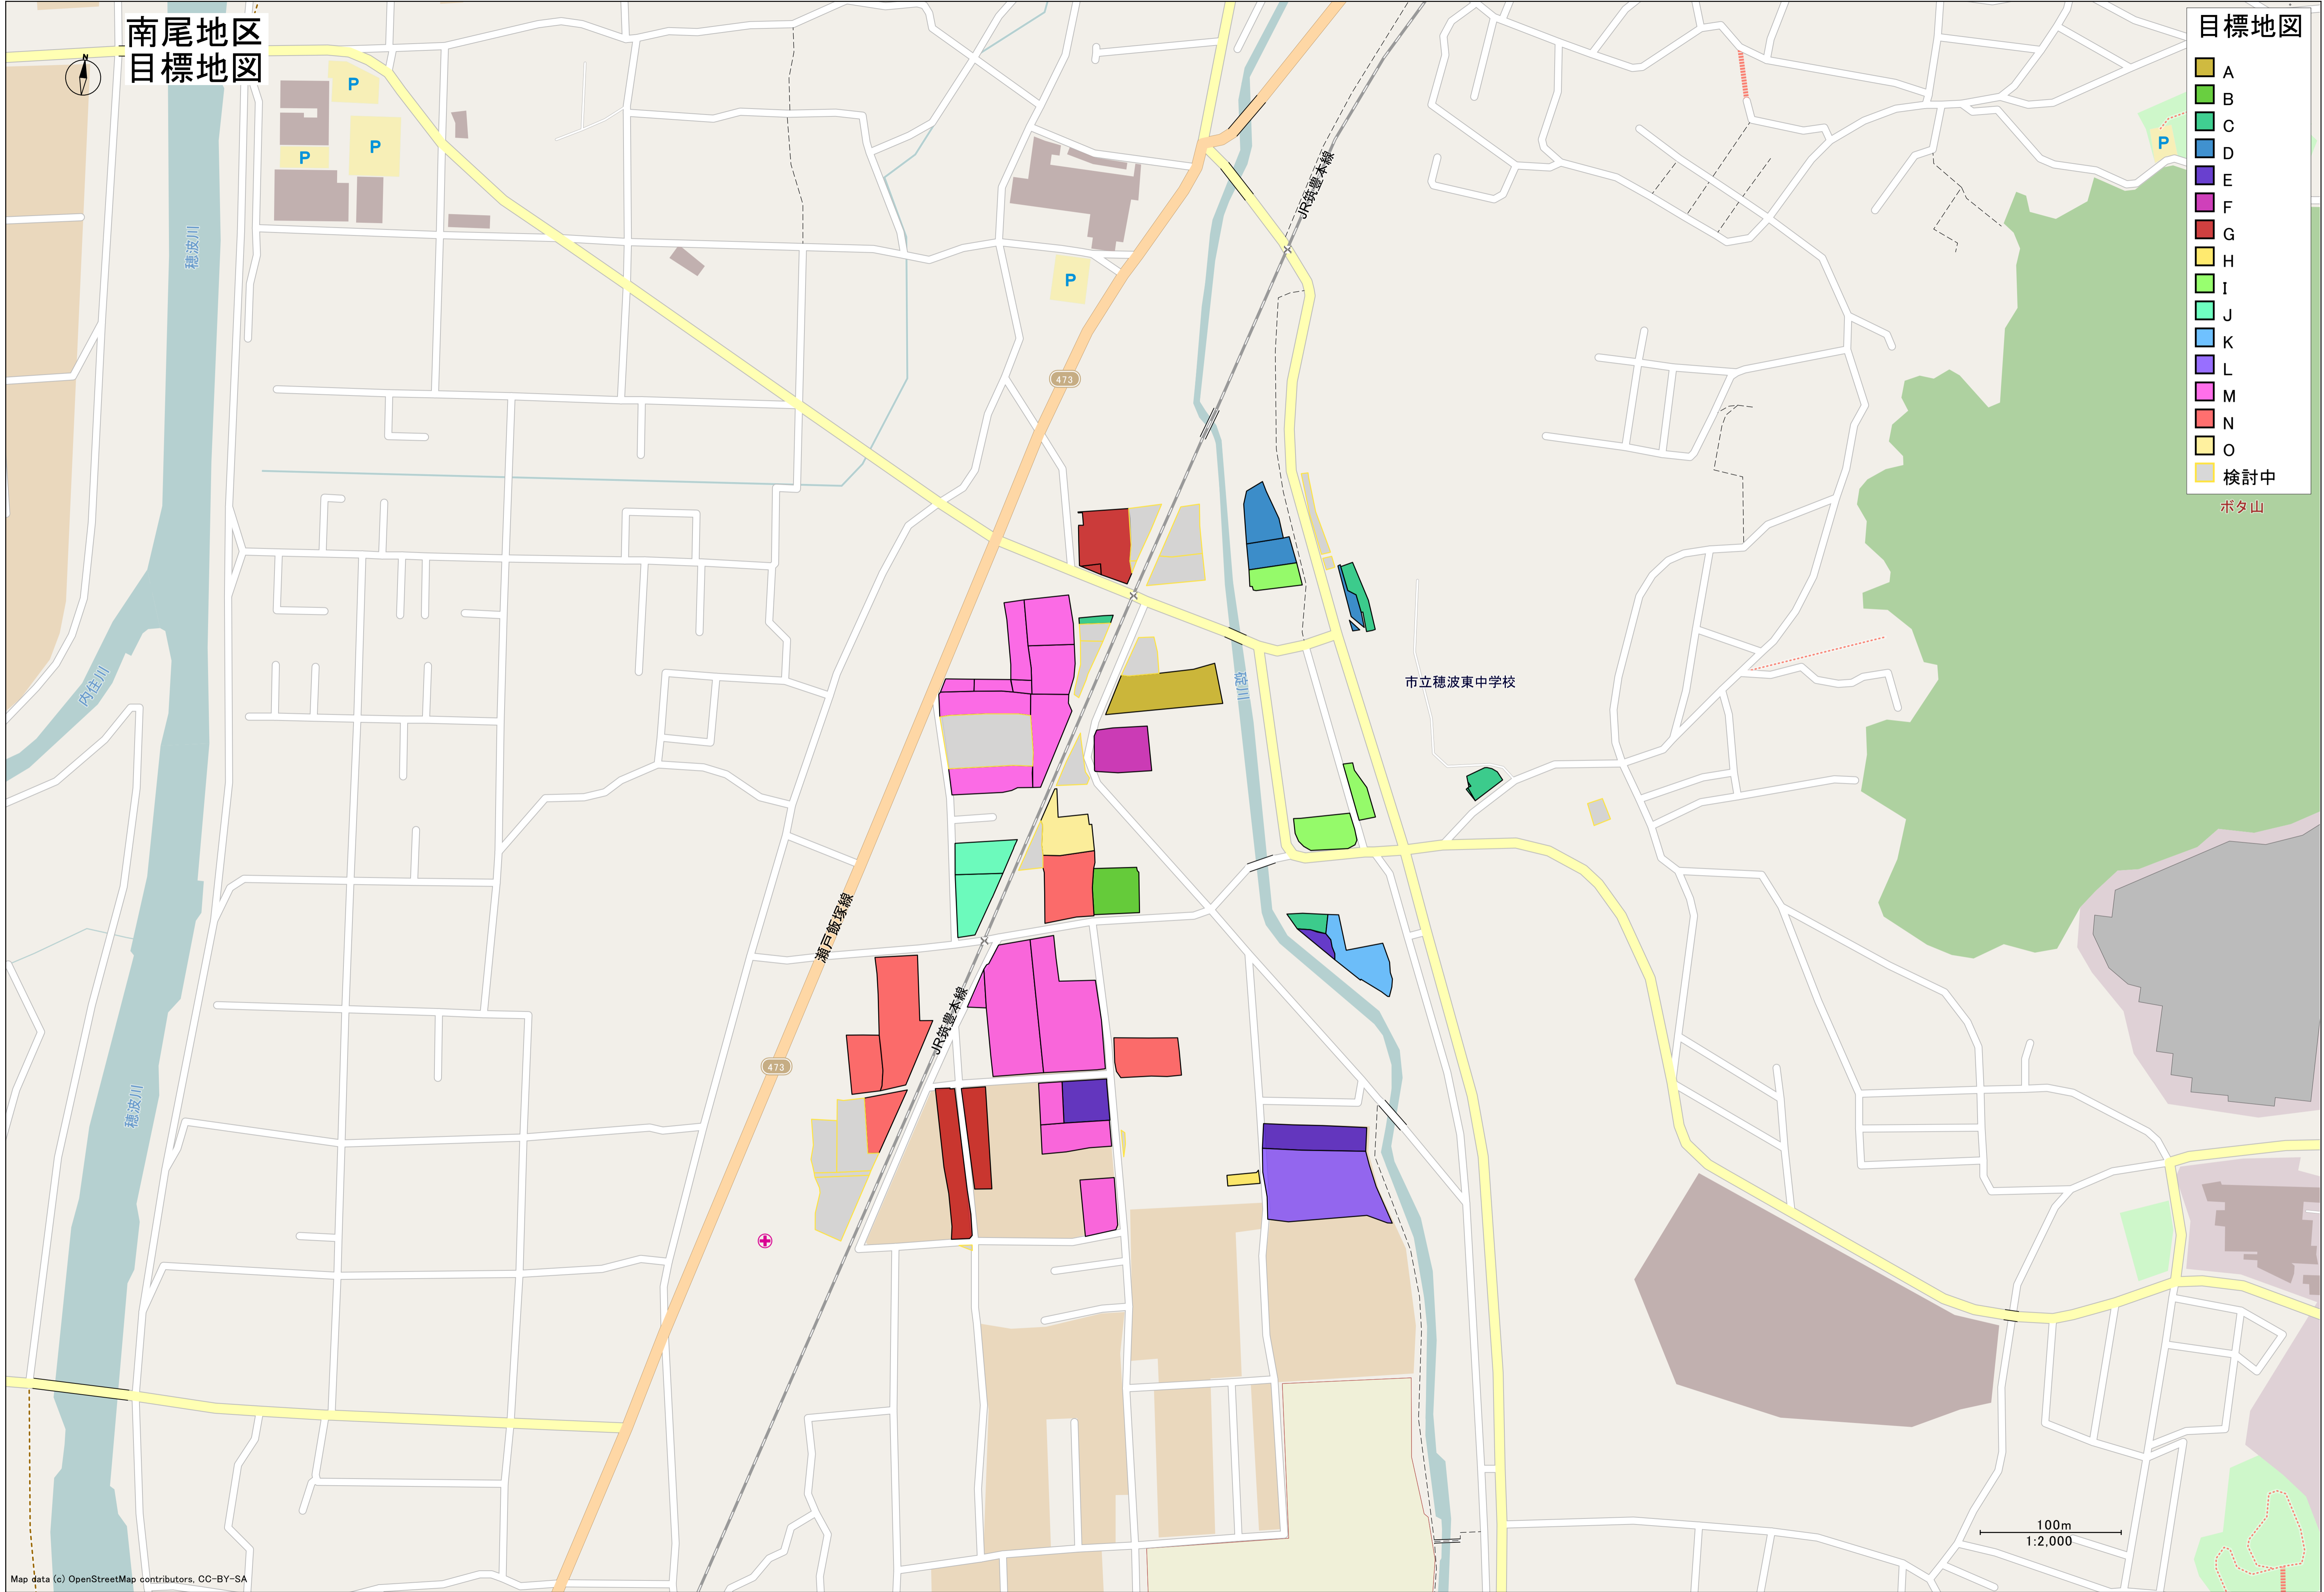 南尾地区
目標地図
N
P
P
P
P
P
穂波川
内住川
穂波川
JR筑豊本線
473
碇川
市立穂波東中学校
瀬戸飯塚線
JR筑豊本線
473
ボタ山
目標地図
A
B
C
D
E
F
G
H
I
J
K
L
M
N
O
検討中
100m
1:2,000
Map data (c) OpenStreetMap contributors, CC-BY-SA